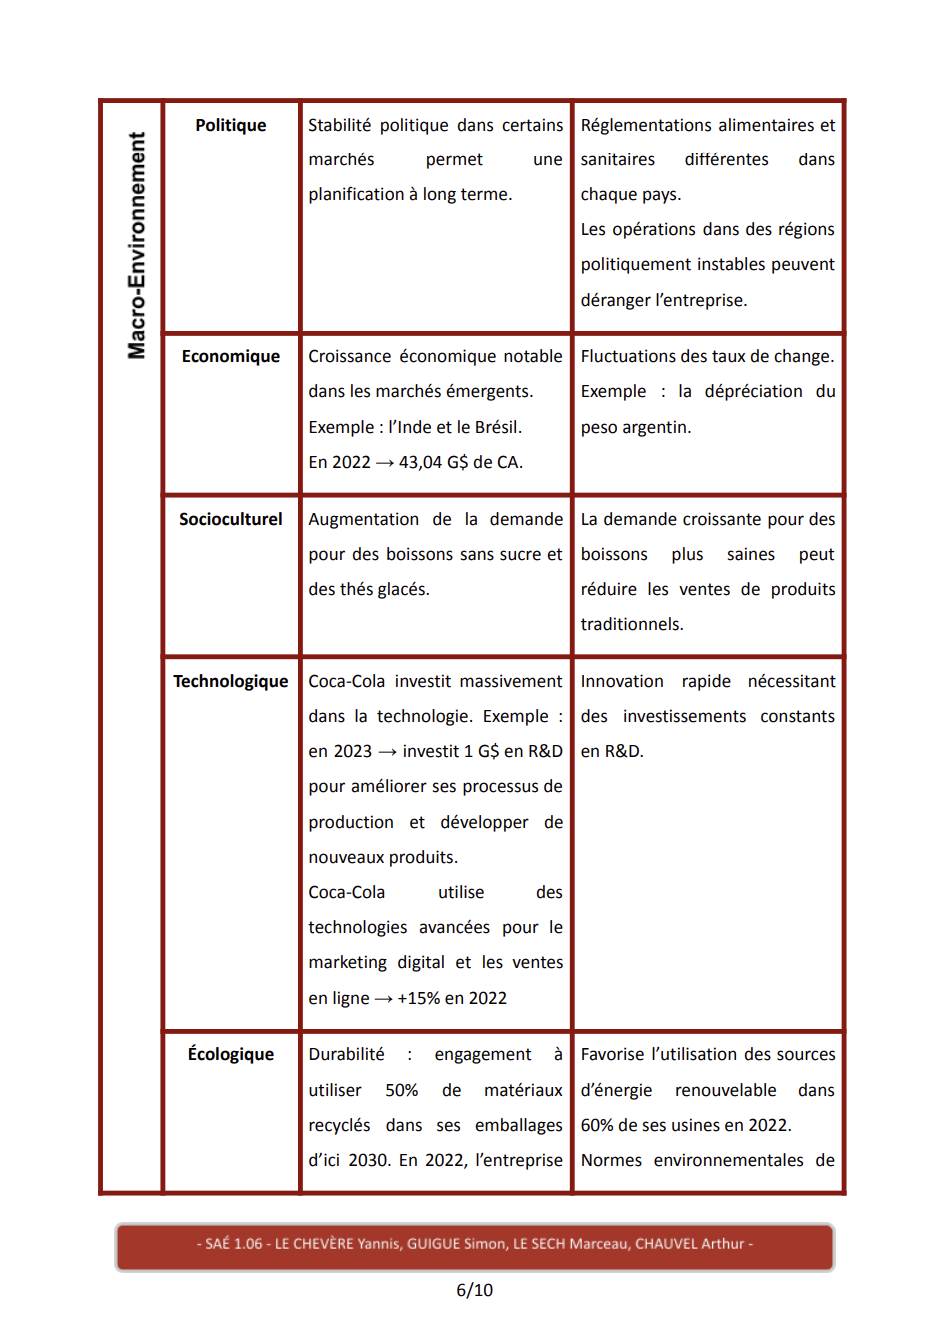 Macro-Environnement
Politique
Stabilité politique dans certains
marchés permet une
planification à long terme.
Réglementations alimentaires et
sanitaires différentes dans
chaque pays.
Les opérations dans des régions
politiquement instables peuvent
déranger l’entreprise.
Economique
Croissance économique notable
dans les marchés émergents.
Exemple : l’Inde et le Brésil.
En 2022 → 43,04 G$ de CA.
Fluctuations des taux de change.
Exemple : la dépréciation du
peso argentin.
Socioculturel
Augmentation de la demande
pour des boissons sans sucre et
des thés glacés.
La demande croissante pour des
boissons plus saines peut
réduire les ventes de produits
traditionnels.
Technologique
Coca-Cola investit massivement
dans la technologie. Exemple :
en 2023 → investit 1 G$ en R&D
pour améliorer ses processus de
production et développer de
nouveaux produits.
Coca-Cola utilise des
technologies avancées pour le
marketing digital et les ventes
en ligne → +15% en 2022
Innovation rapide nécessitant
des investissements constants
en R&D.
Écologique
Durabilité : engagement à
utiliser 50% de matériaux
recyclés dans ses emballages
d’ici 2030. En 2022, l’entreprise
Favorise l’utilisation des sources
d’énergie renouvelable dans
60% de ses usines en 2022.
Normes environnementales de
- SAÉ 1.06 - LE CHEVÈRE Yannis, GUIGUE Simon, LE SECH Marceau, CHAUVEL Arthur -
6/10